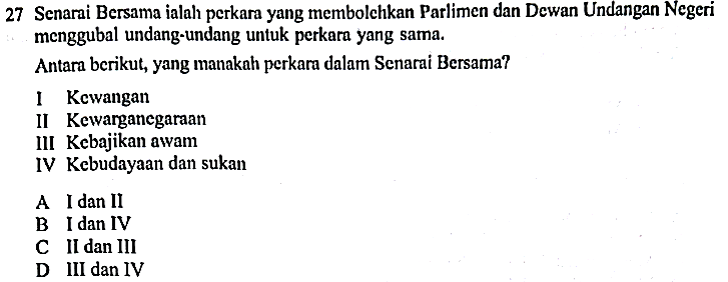 27 Senarai Bersama ialah perkara yang membolehkan Parlimen dan Dewan Undangan Negeri
menggubal undang-undang untuk perkara yang sama.
Antara berikut, yang manakah perkara dalam Senarai Bersama?
I Kewangan
II Kewarganegaraan
III Kebajikan awam
IV Kebudayaan dan sukan
A I dan II
B I dan IV
C II dan III
D III dan IV